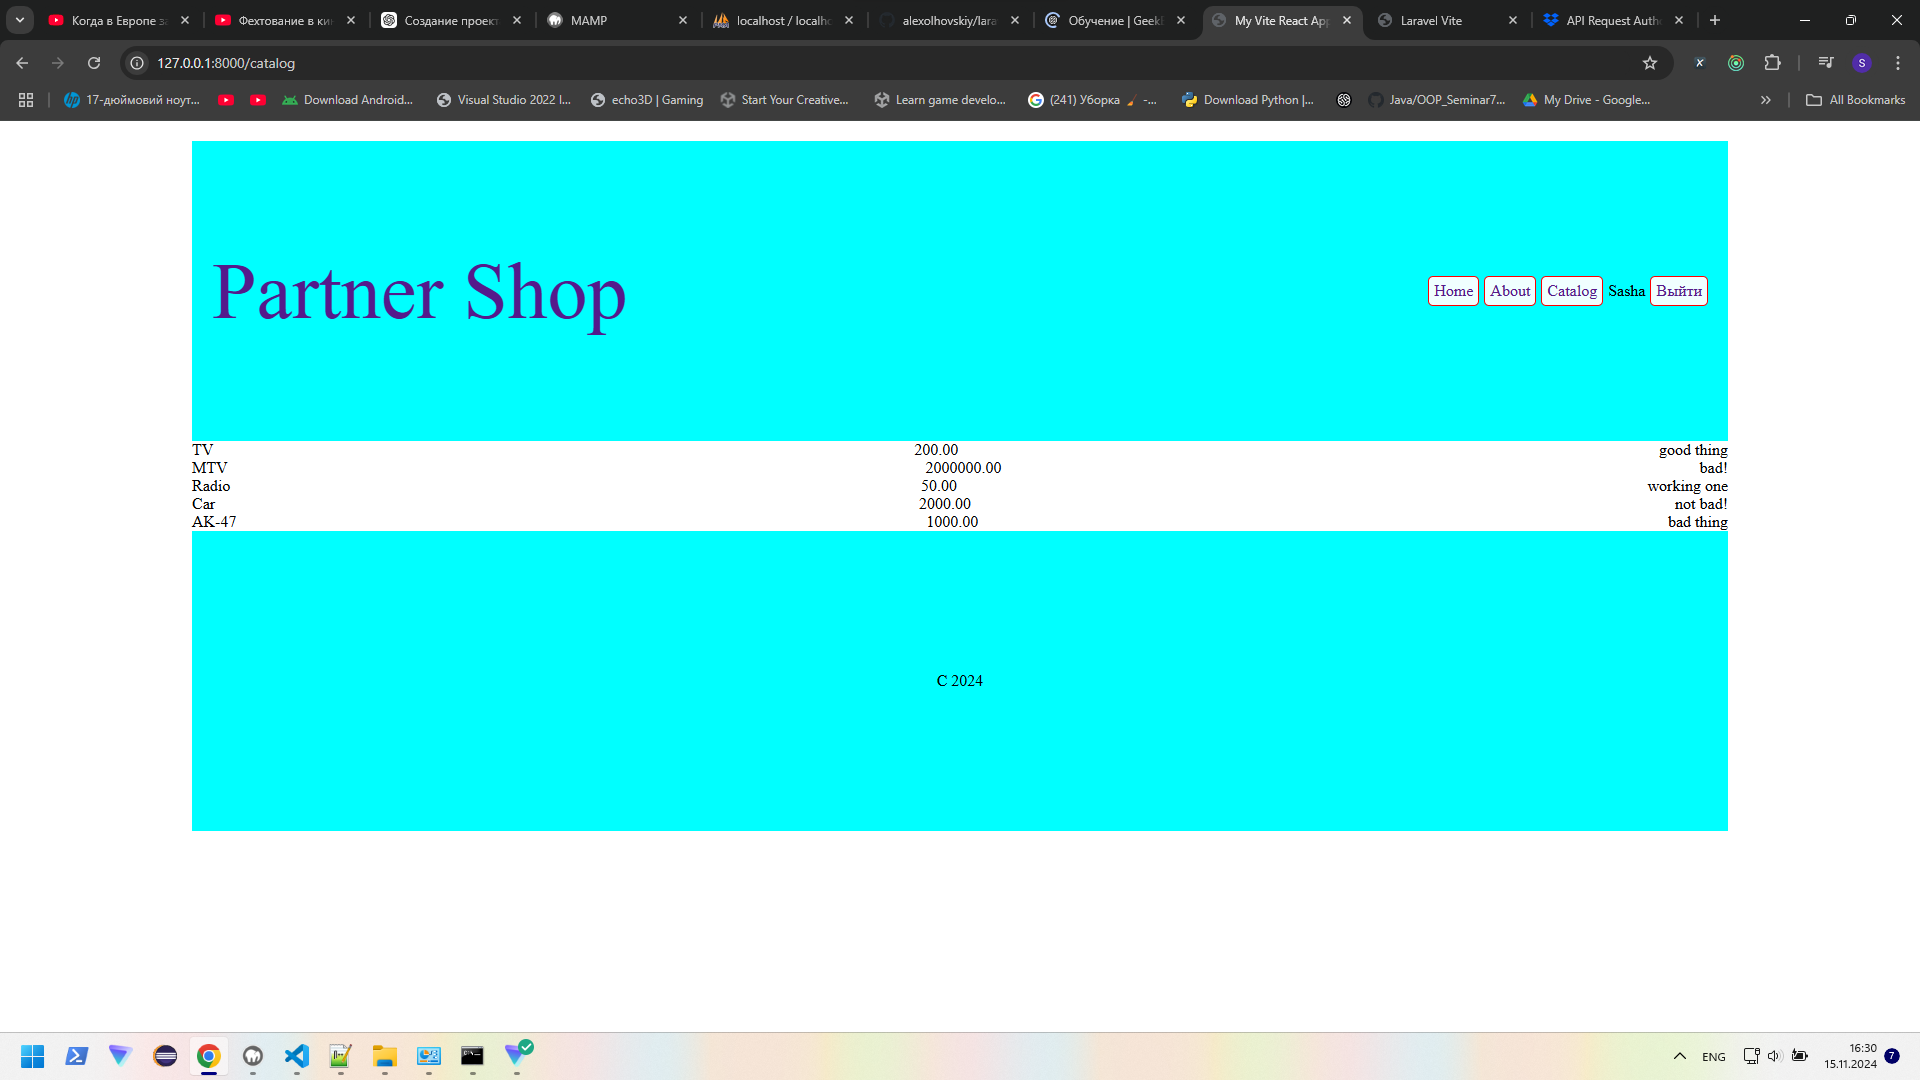 Когда в Европе за
Фехтование в ки
Создание проект
MAMP
localhost / localho
alexolhovskiy/lara
Обучение | Geek
My Vite React App
Laravel Vite
API Request Auth
127.0.0.1:8000/catalog
S
17-дюймовий ноут...
Download Android...
Visual Studio 2022 I...
echo3D | Gaming
Start Your Creative...
Learn game develo...
(241) Уборка 🧹 -...
Download Python |...
Java/OOP_Seminar7...
My Drive - Google...
All Bookmarks
Partner Shop
Home About Catalog Sasha Выйти
TV 200.00 good thing
MTV 2000000.00 bad!
Radio 50.00 working one
Car 2000.00 not bad!
AK-47 1000.00 bad thing
C 2024
ENG
16:30
15.11.2024
7